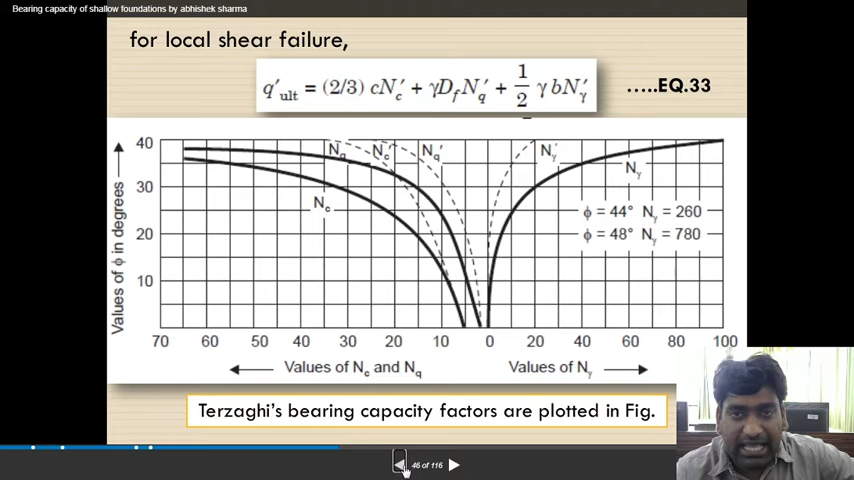 Bearing capacity of shallow foundations by abhishek sharma
for local shear failure,
q′ult = (2/3) cN′c + γDfN′q + 1/2 γ bN′γ .....EQ.33
40
30
20
10
Values of ϕ in degrees
Nq
Nc′
Nq′
Nγ′
Nγ
Nc
ϕ = 44° Nγ = 260
ϕ = 48° Nγ = 780
70 60 50 40 30 20 10 0 20 40 60 80 100
Values of Nc and Nq
Values of Nγ
Terzaghi's bearing capacity factors are plotted in Fig.
46 of 116